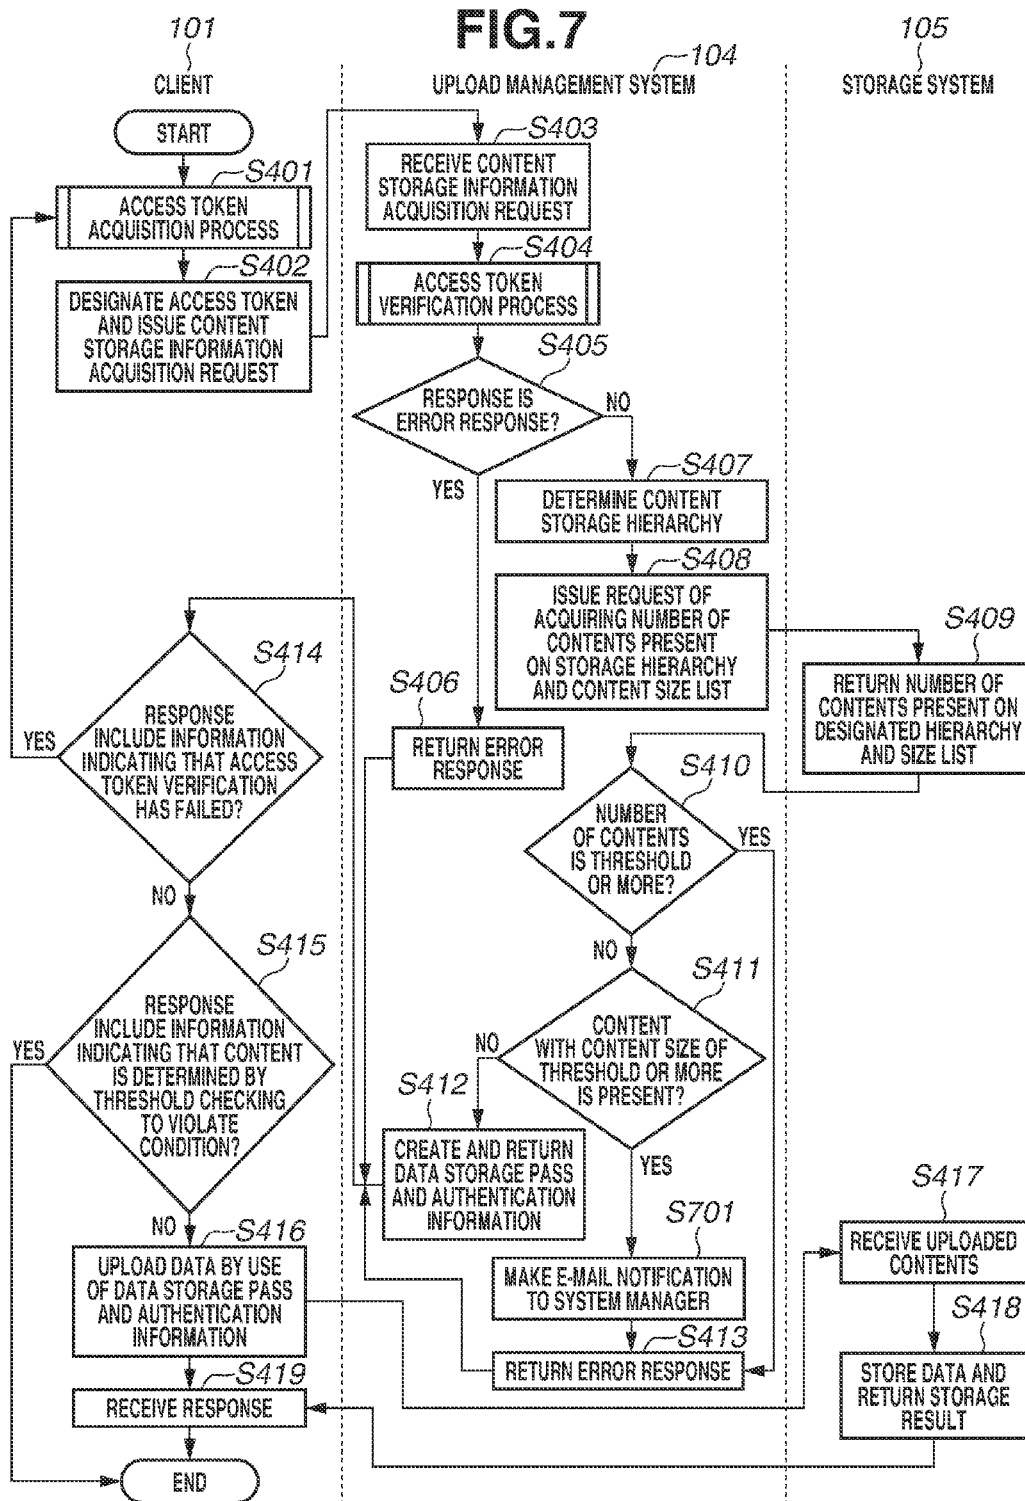 FIG.7
101
CLIENT
104
UPLOAD MANAGEMENT SYSTEM
105
STORAGE SYSTEM
START
S401
ACCESS TOKEN
ACQUISITION PROCESS
S402
DESIGNATE ACCESS TOKEN
AND ISSUE CONTENT
STORAGE INFORMATION
ACQUISITION REQUEST
S403
RECEIVE CONTENT
STORAGE INFORMATION
ACQUISITION REQUEST
S404
ACCESS TOKEN
VERIFICATION PROCESS
S405
RESPONSE IS
ERROR RESPONSE?
NO
YES
S407
DETERMINE CONTENT
STORAGE HIERARCHY
S408
ISSUE REQUEST OF
ACQUIRING NUMBER OF
CONTENTS PRESENT
ON STORAGE HIERARCHY
AND CONTENT SIZE LIST
S409
RETURN NUMBER OF
CONTENTS PRESENT ON
DESIGNATED HIERARCHY
AND SIZE LIST
S406
RETURN ERROR
RESPONSE
S410
NUMBER
OF CONTENTS
IS THRESHOLD
OR MORE?
YES
NO
S411
CONTENT
WITH CONTENT SIZE OF
THRESHOLD OR MORE
IS PRESENT?
NO
YES
S412
CREATE AND RETURN
DATA STORAGE PASS
AND AUTHENTICATION
INFORMATION
S701
MAKE E-MAIL NOTIFICATION
TO SYSTEM MANAGER
S413
RETURN ERROR RESPONSE
S414
RESPONSE
INCLUDE INFORMATION
INDICATING THAT ACCESS
TOKEN VERIFICATION
HAS FAILED?
YES
NO
S415
RESPONSE
INCLUDE INFORMATION
INDICATING THAT CONTENT
IS DETERMINED BY
THRESHOLD CHECKING
TO VIOLATE
CONDITION?
YES
NO
S416
UPLOAD DATA BY USE
OF DATA STORAGE PASS
AND AUTHENTICATION
INFORMATION
S417
RECEIVE UPLOADED
CONTENTS
S418
STORE DATA AND
RETURN STORAGE
RESULT
S419
RECEIVE RESPONSE
END